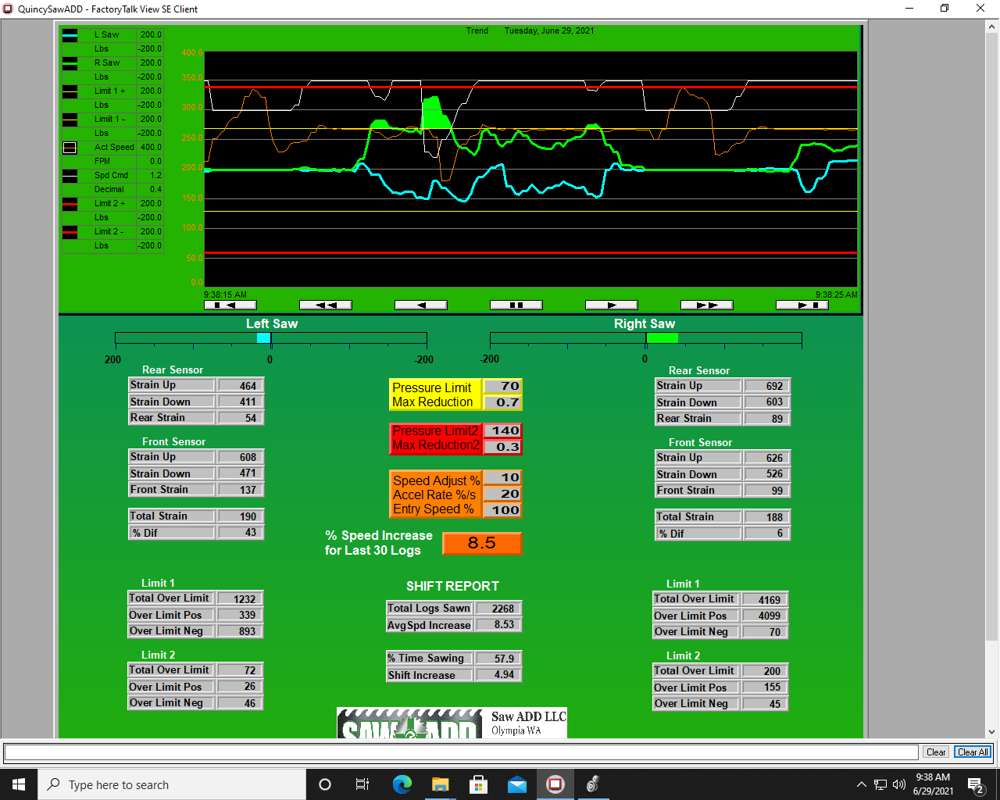 QuincySawADD - FactoryTalk View SE Client
Trend Tuesday, June 29, 2021
L Saw 200.0
Lbs -200.0
R Saw 200.0
Lbs -200.0
Limit 1 + 200.0
Lbs -200.0
Limiit 1 - 200.0
Lbs -200.0
Act Speed 400.0
FPM 0.0
Spd Cmd 1.2
Decimal 0.4
Limit 2 + 200.0
Lbs -200.0
Limit 2 - 200.0
Lbs -200.0
400.0
350.0
300.0
250.0
200.0
150.0
100.0
50.0
0.0
9:38:15 AM 9:38:25 AM
Left Saw
200 0 -200
Right Saw
-200 0
Rear Sensor
Strain Up 464
Strain Down 411
Rear Strain 54
Front Sensor
Strain Up 608
Strain Down 471
Front Strain 137
Total Strain 190
% Dif 43
Pressure Limit 70
Max Reduction 0.7
Pressure Limit2 140
Max Reduction2 0.3
Speed Adjust % 10
Accel Rate %/s 20
Entry Speed % 100
% Speed Increase
for Last 30 Logs 8.5
Rear Sensor
Strain Up 692
Strain Down 603
Rear Strain 89
Front Sensor
Strain Up 626
Strain Down 526
Front Strain 99
Total Strain 188
% Dif 6
Limit 1
Total Over Limit 1232
Over Limit Pos 339
Over Limit Neg 893
Limit 2
Total Over Limit 72
Over Limit Pos 26
Over Limit Neg 46
SHIFT REPORT
Total Logs Sawn 2268
AvgSpd Increase 8.53
% Time Sawing 57.9
Shift Increase 4.94
Limit 1
Total Over Limit 4169
Over Limit Pos 4099
Over Limit Neg 70
Limit 2
Total Over Limit 200
Over Limit Pos 155
Over Limit Neg 45
SAW ADD
Saw ADD LLC
Olympia WA
Clear Clear All
Type here to search
9:38 AM
6/29/2021
2